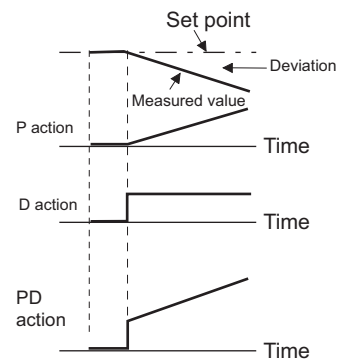 Set point
Deviation
Measured value
P action
Time
D action
Time
PD
action
Time